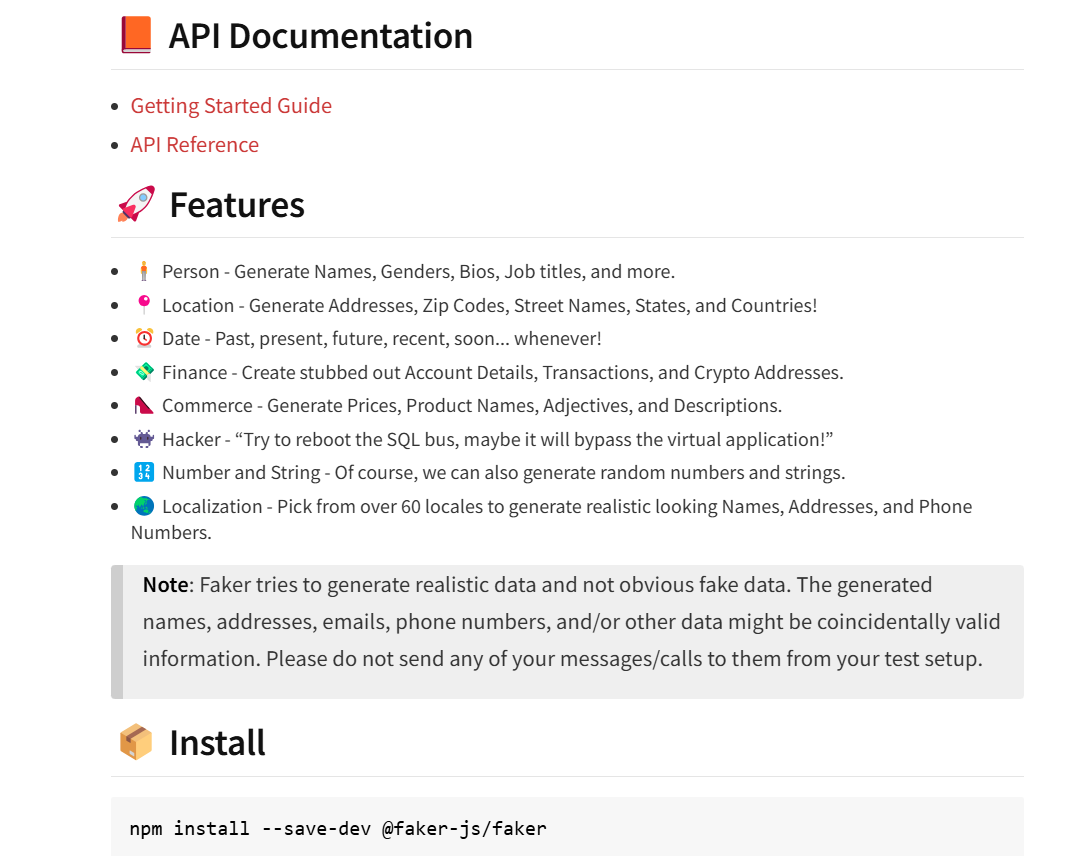 API Documentation
Getting Started Guide
API Reference
Features
Person - Generate Names, Genders, Bios, Job titles, and more.
Location - Generate Addresses, Zip Codes, Street Names, States, and Countries!
Date - Past, present, future, recent, soon... whenever!
Finance - Create stubbed out Account Details, Transactions, and Crypto Addresses.
Commerce - Generate Prices, Product Names, Adjectives, and Descriptions.
Hacker - “Try to reboot the SQL bus, maybe it will bypass the virtual application!”
Number and String - Of course, we can also generate random numbers and strings.
Localization - Pick from over 60 locales to generate realistic looking Names, Addresses, and Phone
Numbers.
Note: Faker tries to generate realistic data and not obvious fake data. The generated
names, addresses, emails, phone numbers, and/or other data might be coincidentally valid
information. Please do not send any of your messages/calls to them from your test setup.
Install
npm install --save-dev @faker-js/faker